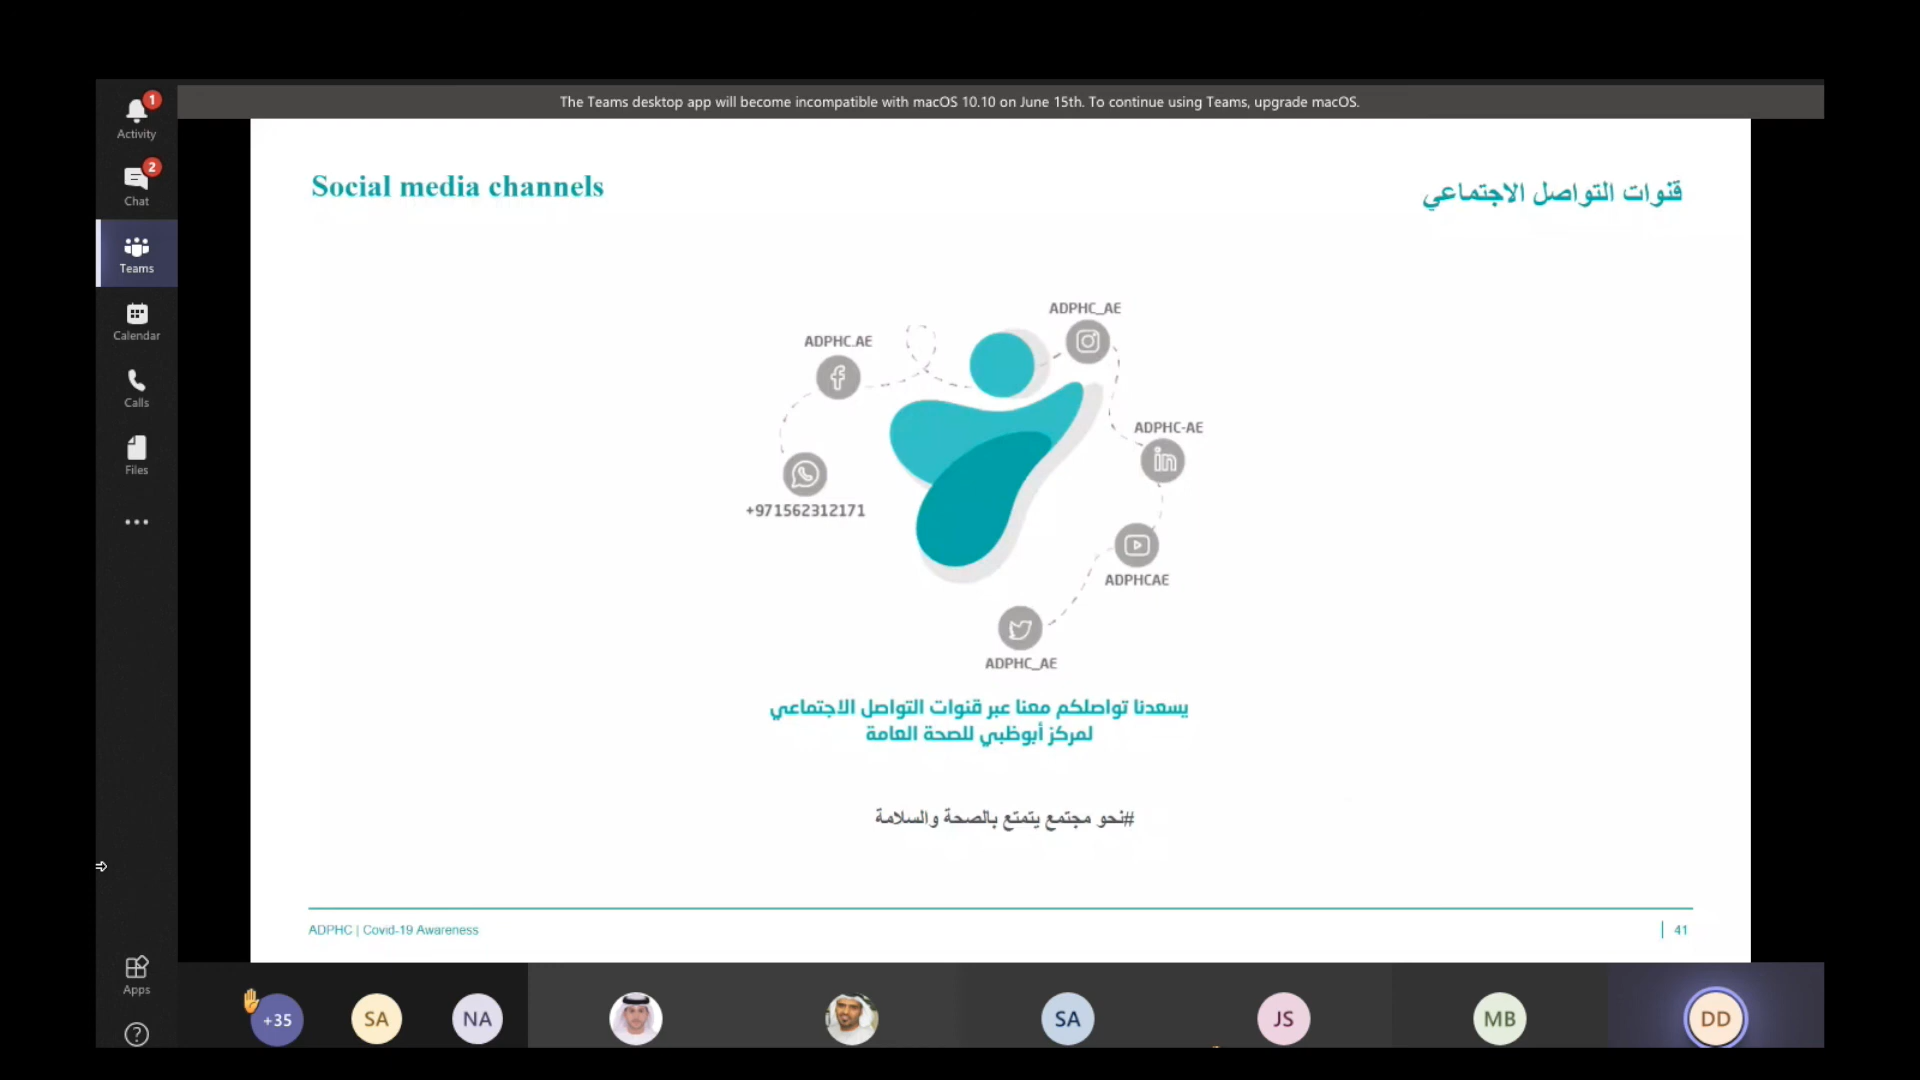 The Teams desktop app will become incompatible with macOS 10.10 on June 15th. To continue using Teams, upgrade macOS.
1
Activity
2
Chat
Teams
Calendar
Calls
Files
Apps
Social media channels
قنوات التواصل الاجتماعي
ADPHC_AE
ADPHC.AE
ADPHC-AE
+971562312171
ADPHCAE
ADPHC_AE
يسعدنا تواصلكم معنا عبر قنوات التواصل الاجتماعي
لمركز أبوظبي للصحة العامة
#نحو مجتمع يتمتع بالصحة والسلامة
ADPHC | Covid-19 Awareness
41
+35
SA
NA
SA
JS
MB
DD